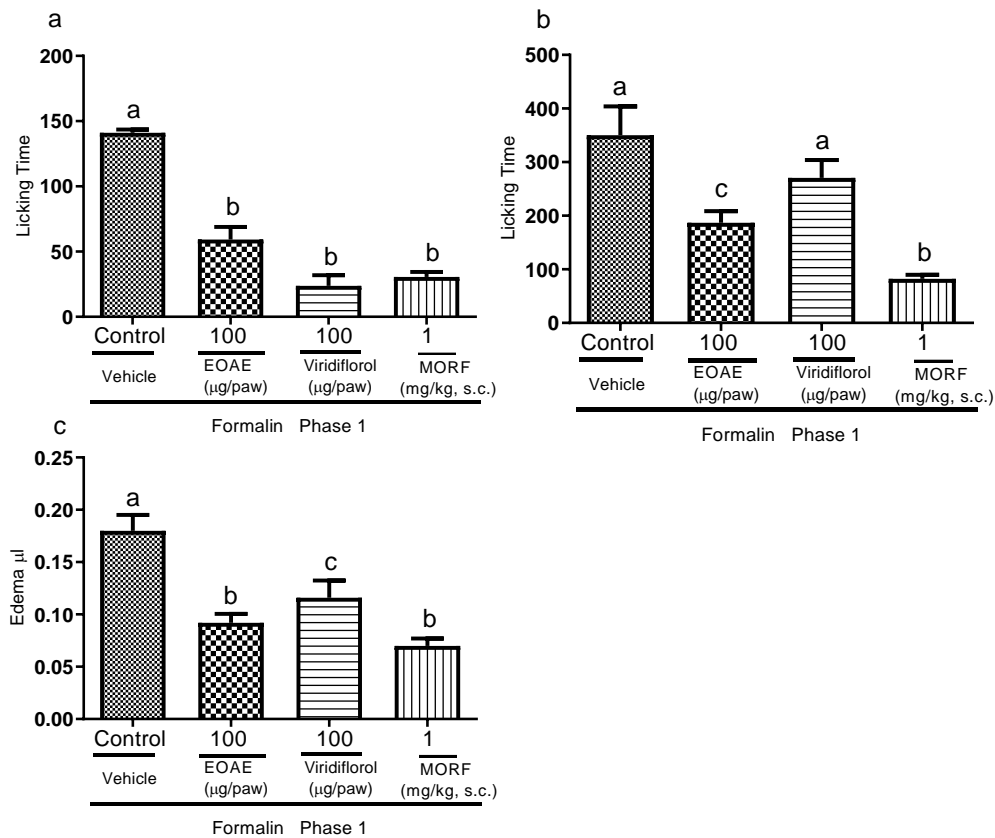 a
200
150
100
50
0
Licking Time
a
b
b
b
Control 100 100 1
Vehicle EOAE Viridiflorol MORF
(µg/paw) (µg/paw) (mg/kg, s.c.)
Formalin Phase 1
b
500
400
300
200
100
0
Licking Time
a
c
a
b
Control 100 100 1
Vehicle EOAE Viridiflorol MORF
(µg/paw) (µg/paw) (mg/kg, s.c.)
Formalin Phase 1
c
0.25
0.20
0.15
0.10
0.05
0.00
Edema µl
a
b
c
b
Control 100 100 1
Vehicle EOAE Viridiflorol MORF
(µg/paw) (µg/paw) (mg/kg, s.c.)
Formalin Phase 1